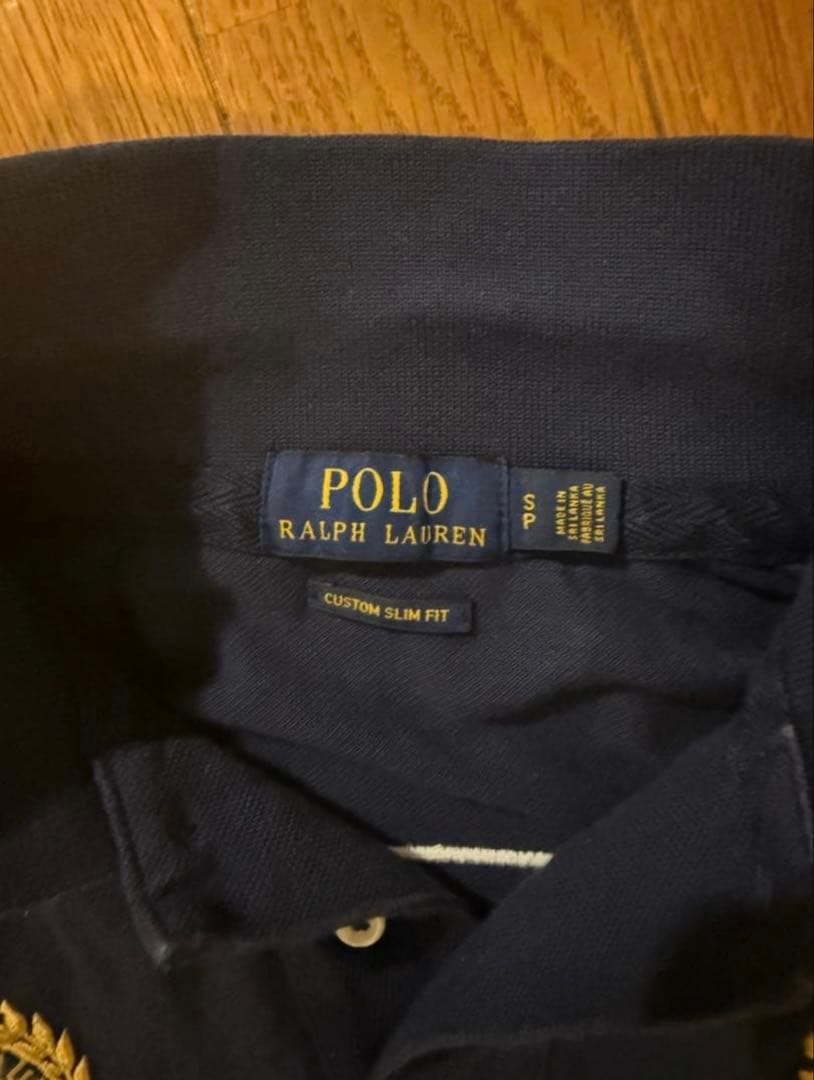 POLO
RALPH LAUREN
S
P
MADE IN
SRI LANKA
FABRIQUÉ AU
SRI LANKA
CUSTOM SLIM FIT